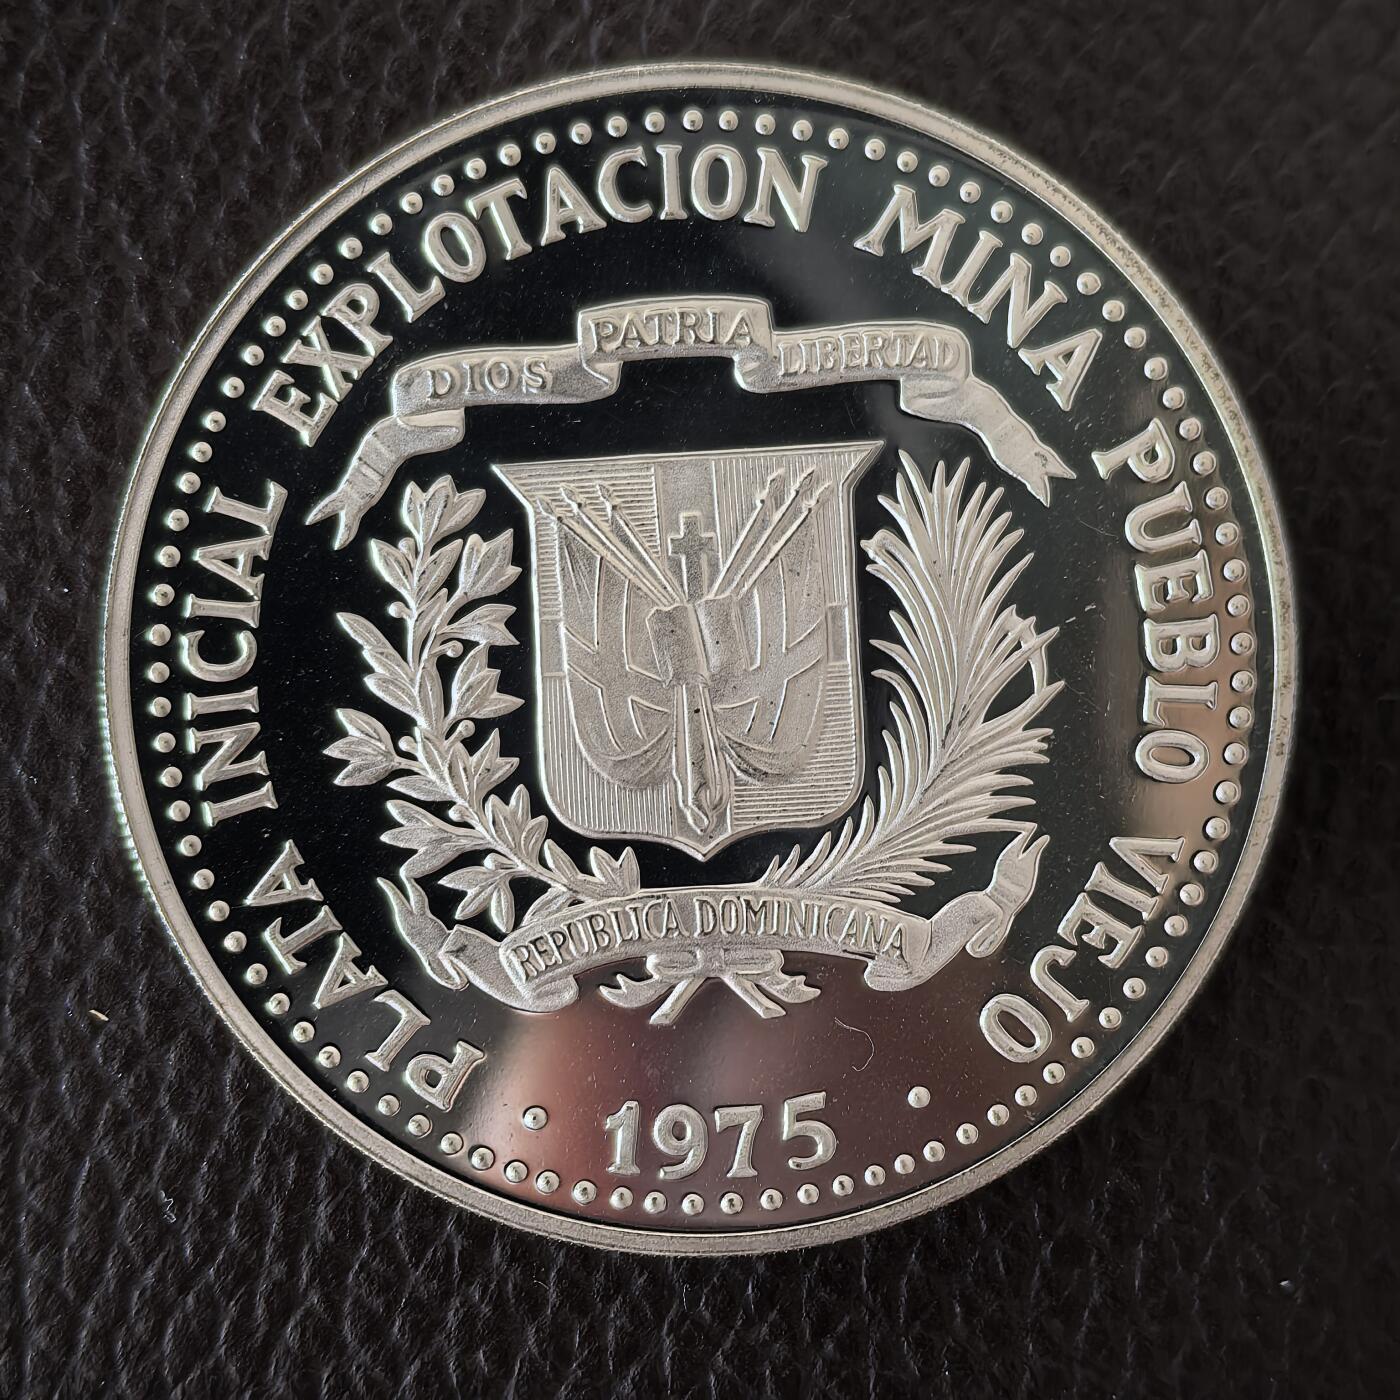 PLATA INICIAL EXPLOTACION MINA PUEBLO VIEJO
DIOS PATRIA LIBERTAD
REPUBLICA DOMINICANA
· 1975 ·